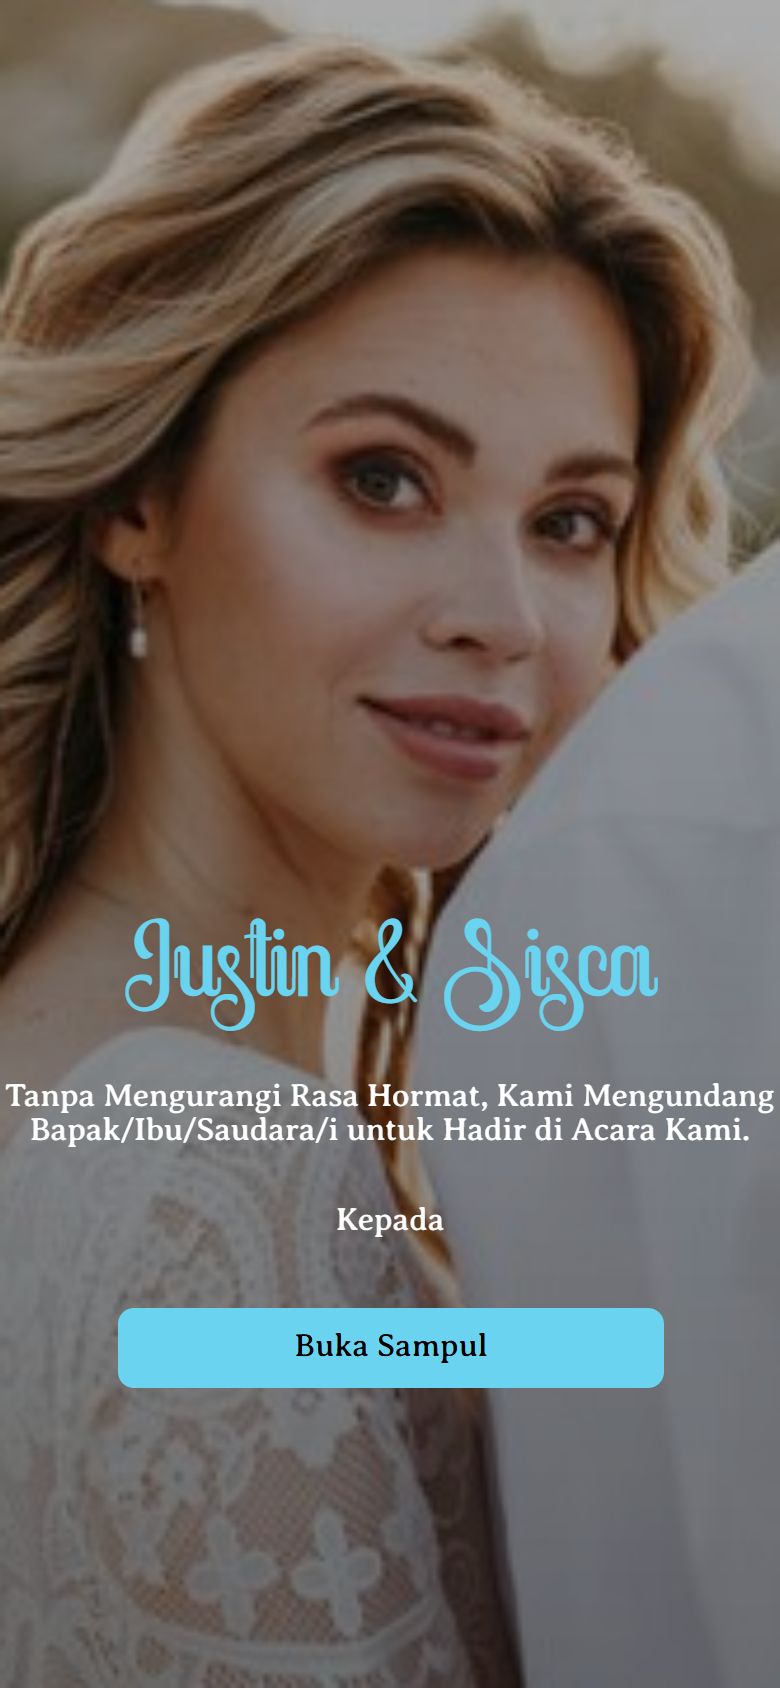 Justin & Sisca
Tanpa Mengurangi Rasa Hormat, Kami Mengundang
Bapak/Ibu/Saudara/i untuk Hadir di Acara Kami.
Kepada
Buka Sampul